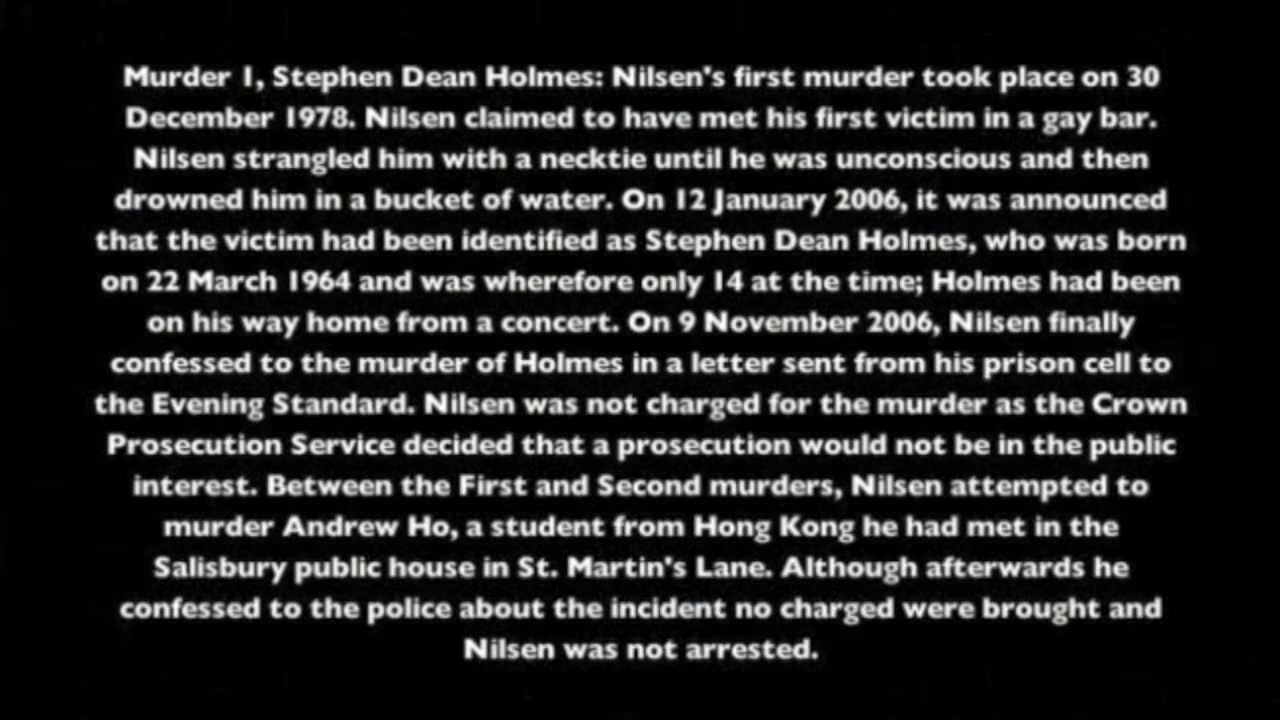 Murder 1, Stephen Dean Holmes: Nilsen's first murder took place on 30
December 1978. Nilsen claimed to have met his first victim in a gay bar.
Nilsen strangled him with a necktie until he was unconscious and then
drowned him in a bucket of water. On 12 January 2006, it was announced
that the victim had been identified as Stephen Dean Holmes, who was born
on 22 March 1964 and was wherefore only 14 at the time; Holmes had been
on his way home from a concert. On 9 November 2006, Nilsen finally
confessed to the murder of Holmes in a letter sent from his prison cell to
the Evening Standard. Nilsen was not charged for the murder as the Crown
Prosecution Service decided that a prosecution would not be in the public
interest. Between the First and Second murders, Nilsen attempted to
murder Andrew Ho, a student from Hong Kong he had met in the
Salisbury public house in St. Martin's Lane. Although afterwards he
confessed to the police about the incident no charged were brought and
Nilsen was not arrested.